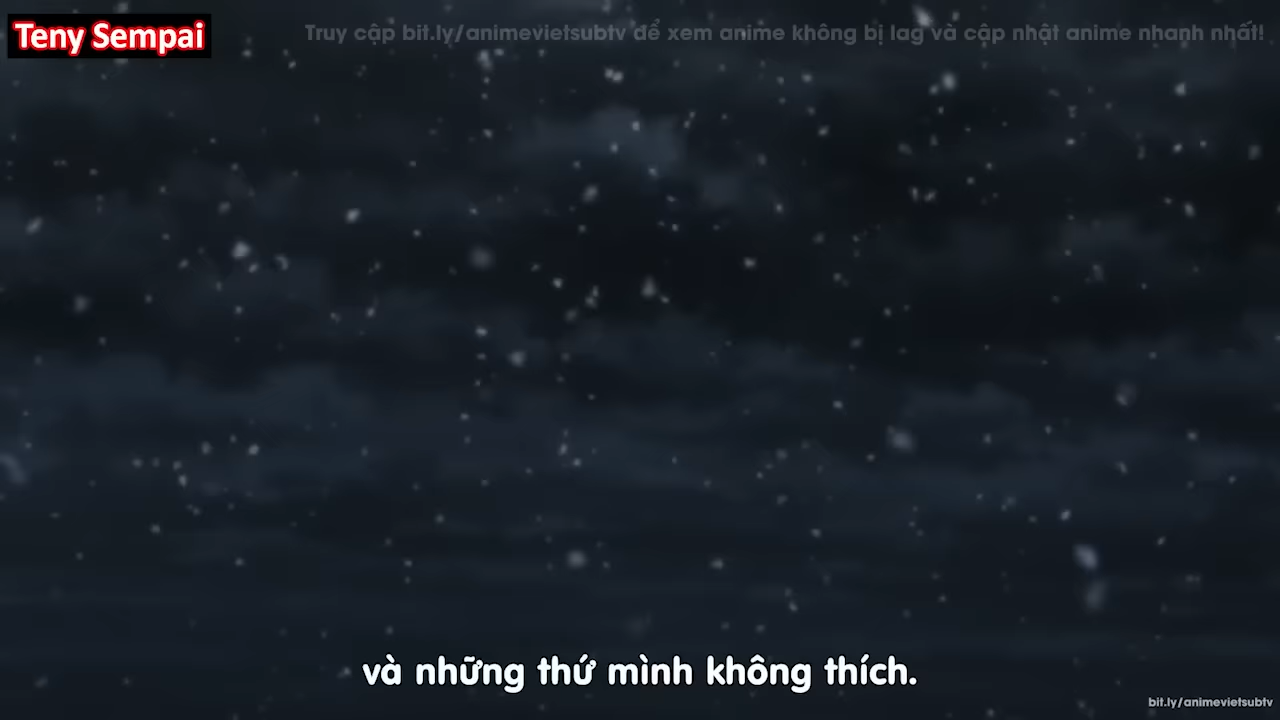 Teny Sempai
Truy cập bit.ly/animevietsubtv để xem anime không bị lag và cập nhật anime nhanh nhất!
và những thứ mình không thích.
bit.ly/animevietsubtv